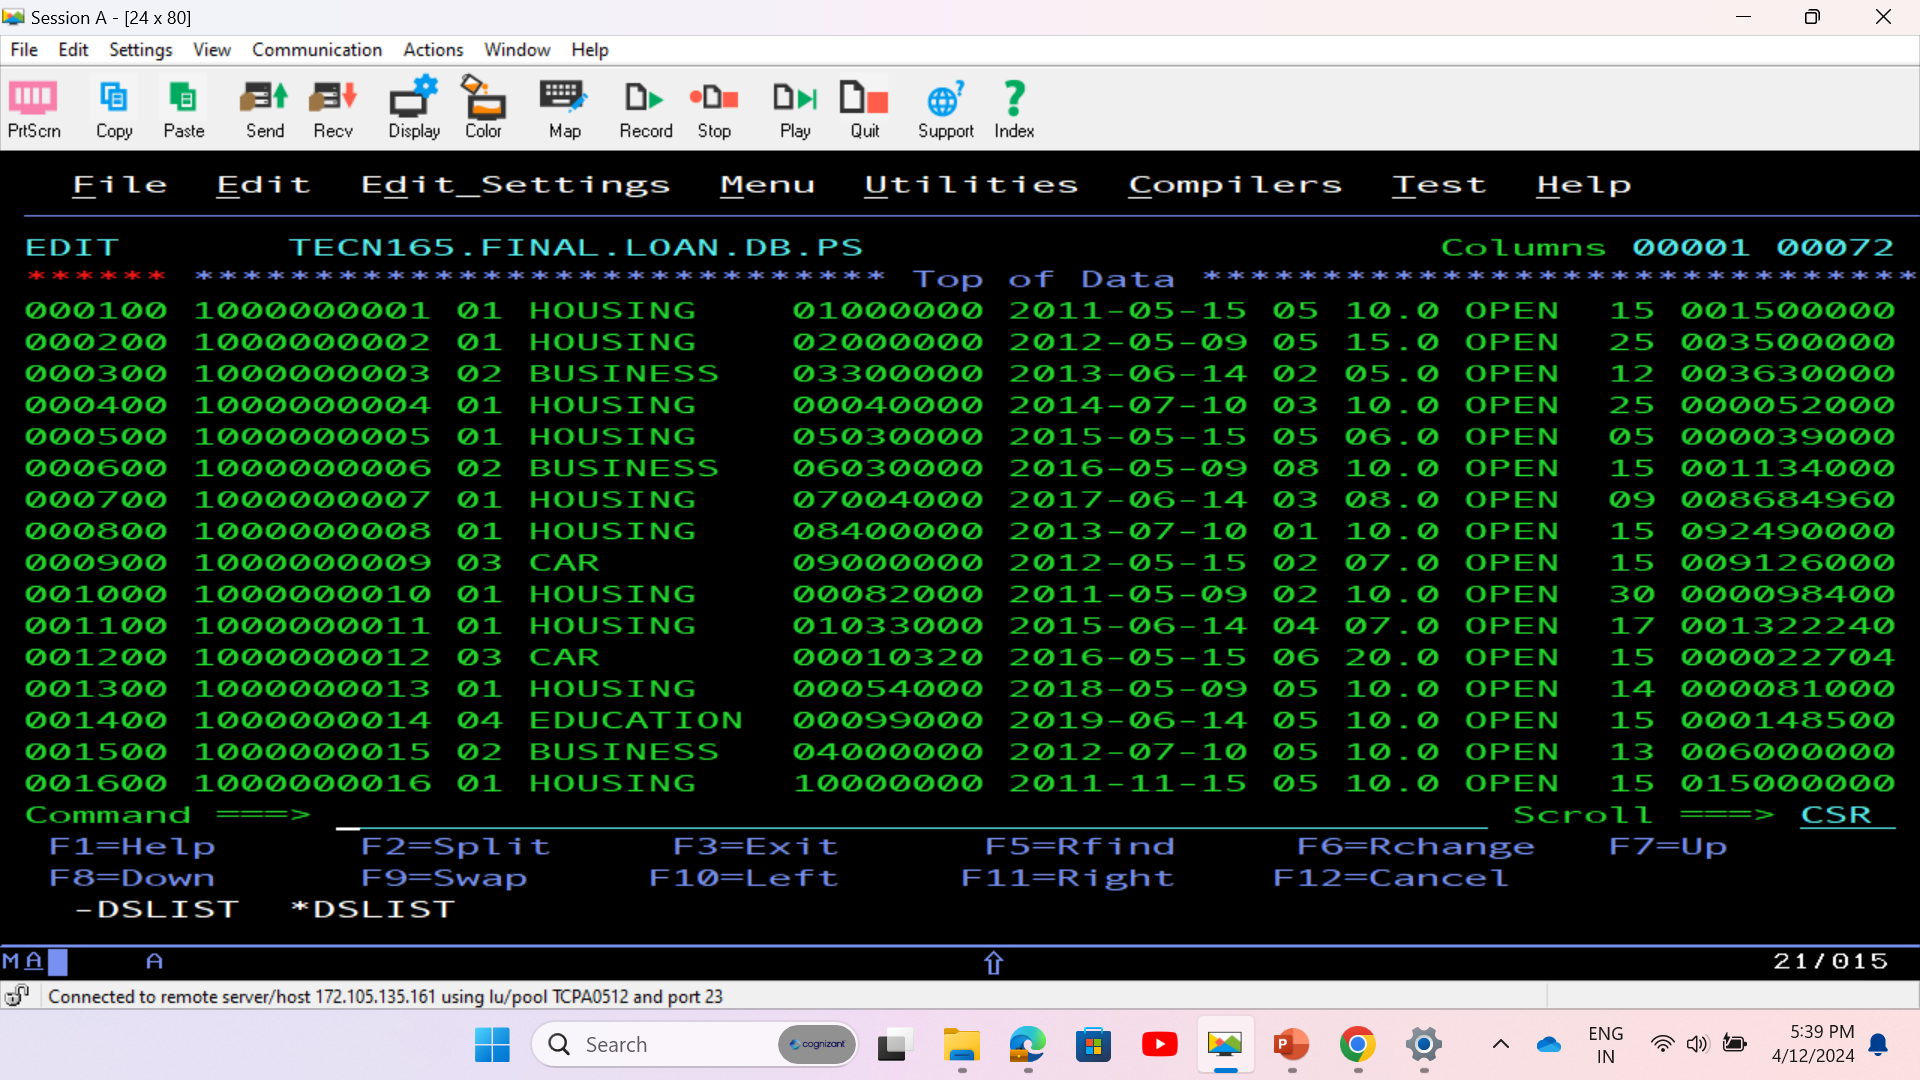 Session A - [24 x 80]
File Edit Settings View Communication Actions Window Help
PrtScrn Copy Paste Send Recv Display Color Map Record Stop Play Quit Support Index
File Edit Edit_Settings Menu Utilities Compilers Test Help
EDIT TECN165.FINAL.LOAN.DB.PS Columns 00001 00072
****** ***************************** Top of Data ******************************
000100 1000000001 01 HOUSING 01000000 2011-05-15 05 10.0 OPEN 15 001500000
000200 1000000002 01 HOUSING 02000000 2012-05-09 05 15.0 OPEN 25 003500000
000300 1000000003 02 BUSINESS 03300000 2013-06-14 02 05.0 OPEN 12 003630000
000400 1000000004 01 HOUSING 00040000 2014-07-10 03 10.0 OPEN 25 000052000
000500 1000000005 01 HOUSING 05030000 2015-05-15 05 06.0 OPEN 05 000039000
000600 1000000006 02 BUSINESS 06030000 2016-05-09 08 10.0 OPEN 15 001134000
000700 1000000007 01 HOUSING 07004000 2017-06-14 03 08.0 OPEN 09 008684960
000800 1000000008 01 HOUSING 08400000 2013-07-10 01 10.0 OPEN 15 092490000
000900 1000000009 03 CAR 09000000 2012-05-15 02 07.0 OPEN 15 009126000
001000 1000000010 01 HOUSING 00082000 2011-05-09 02 10.0 OPEN 30 000098400
001100 1000000011 01 HOUSING 01033000 2015-06-14 04 07.0 OPEN 17 001322240
001200 1000000012 03 CAR 00010320 2016-05-15 06 20.0 OPEN 15 000022704
001300 1000000013 01 HOUSING 00054000 2018-05-09 05 10.0 OPEN 14 000081000
001400 1000000014 04 EDUCATION 00099000 2019-06-14 05 10.0 OPEN 15 000148500
001500 1000000015 02 BUSINESS 04000000 2012-07-10 05 10.0 OPEN 13 006000000
001600 1000000016 01 HOUSING 10000000 2011-11-15 05 10.0 OPEN 15 015000000
Command ===> Scroll ===> CSR
F1=Help F2=Split F3=Exit F5=Rfind F6=Rchange F7=Up
F8=Down F9=Swap F10=Left F11=Right F12=Cancel
-DSLIST *DSLIST
MA A 21/015
Connected to remote server/host 172.105.135.161 using lu/pool TCPA0512 and port 23
Search cognizant ENG IN 5:39 PM 4/12/2024